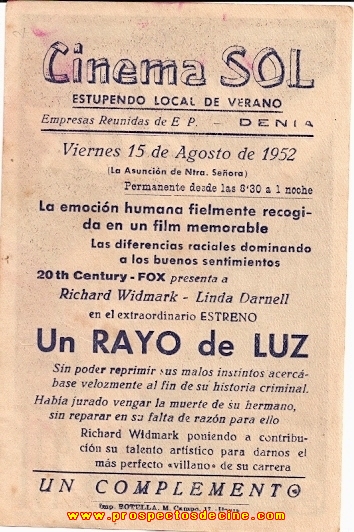 Cinema SOL
ESTUPENDO LOCAL DE VERANO
Empresas Reunidas de E P. - DENIA
Viernes 15 de Agosto de 1952
(La Asunción de Ntra. Señora)
Permanente desde las 8'30 a 1 noche
La emoción humana fielmente recogi-
da en un film memorable
Las diferencias raciales dominando
a los buenos sentimientos
20th Century - FOX presenta a
Richard Widmark - Linda Darnell
en el extraordinario ESTRENO
Un RAYO de LUZ
Sin poder reprimir sus malos instintos acercá-
base velozmente al fin de su historia criminal.
Había jurado vengar la muerte de su hermano,
sin reparar en su falta de razón para ello
Richard Widmark poniendo a contribu-
ción su talento artístico para darnos el
más perfecto «villano» de su carrera
UN COMPLEMENTO
Imp. BOTELLA, M. Campo,
www.prospectosdecine.com